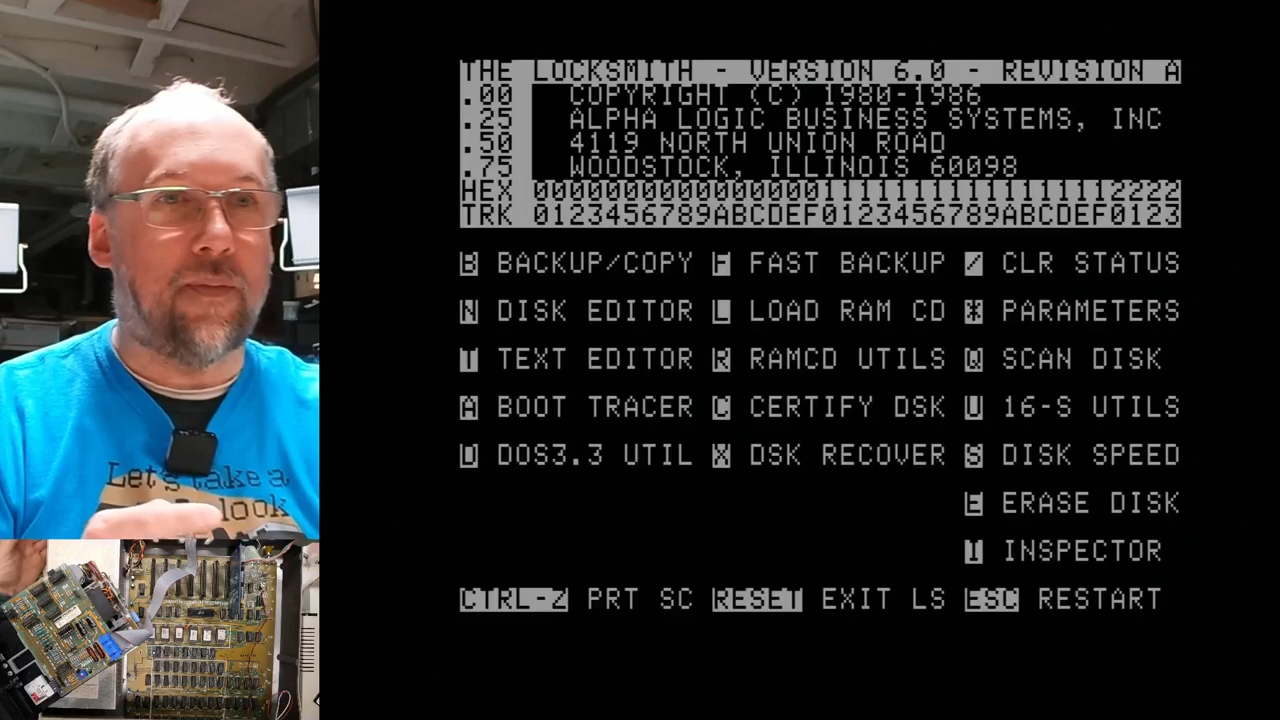 THE LOCKSMITH - VERSION 6.0 - REVISION A
.00 COPYRIGHT (C) 1980-1986
.25 ALPHA LOGIC BUSINESS SYSTEMS, INC
.50 4119 NORTH UNION ROAD
.75 WOODSTOCK, ILLINOIS 60098
HEX 000000000000000011111111111111112222
TRK 0123456789ABCDEF0123456789ABCDEF0123
B BACKUP/COPY F FAST BACKUP / CLR STATUS
N DISK EDITOR L LOAD RAM CD * PARAMETERS
T TEXT EDITOR R RAMCD UTILS Q SCAN DISK
A BOOT TRACER C CERTIFY DSK U 16-S UTILS
D DOS3.3 UTIL X DSK RECOVER S DISK SPEED
E ERASE DISK
I INSPECTOR
CTRL-Z PRT SC RESET EXIT LS ESC RESTART
Let's take a
look